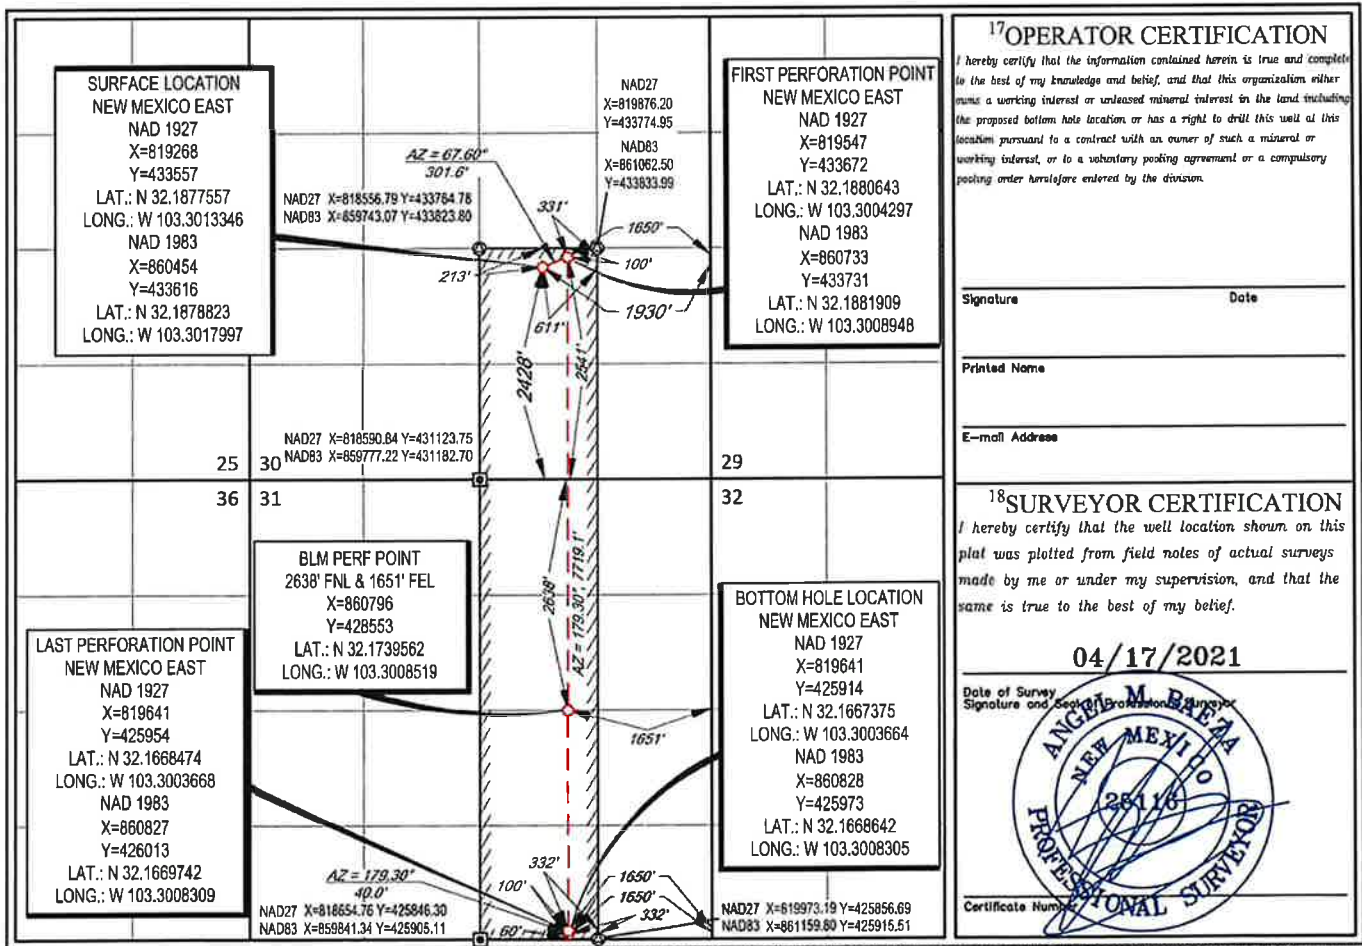 SURFACE LOCATION
NEW MEXICO EAST
NAD 1927
X=819268
Y=433557
LAT.: N 32.1877557
LONG.: W 103.3013346
NAD 1983
X=860454
Y=433616
LAT.: N 32.1878823
LONG.: W 103.3017997
NAD27 X=818556.79 Y=433764.78
NAD83 X=859743.07 Y=433823.80
AZ = 67.60°
301.6'
NAD27
X=819876.20
Y=433774.95
NAD83
X=861062.50
Y=433833.99
FIRST PERFORATION POINT
NEW MEXICO EAST
NAD 1927
X=819547
Y=433672
LAT.: N 32.1880643
LONG.: W 103.3004297
NAD 1983
X=860733
Y=433731
LAT.: N 32.1881909
LONG.: W 103.3008948
331'
1650'
100'
213'
1930'
611'
2428'
2541'
NAD27 X=818590.84 Y=431123.75
NAD83 X=859777.22 Y=431182.70
25 30 29
36 31 32
BLM PERF POINT
2638' FNL & 1651' FEL
X=860796
Y=428553
LAT.: N 32.1739562
LONG.: W 103.3008519
2638'
AZ = 179.30°, 7719.1'
1651'
LAST PERFORATION POINT
NEW MEXICO EAST
NAD 1927
X=819641
Y=425954
LAT.: N 32.1668474
LONG.: W 103.3003668
NAD 1983
X=860827
Y=426013
LAT.: N 32.1669742
LONG.: W 103.3008309
BOTTOM HOLE LOCATION
NEW MEXICO EAST
NAD 1927
X=819641
Y=425914
LAT.: N 32.1667375
LONG.: W 103.3003664
NAD 1983
X=860828
Y=425973
LAT.: N 32.1668642
LONG.: W 103.3008305
AZ = 179.30°
40.0'
332'
100'
1650'
1650'
332'
60'
NAD27 X=818654.76 Y=425846.30
NAD83 X=859841.34 Y=425905.11
NAD27 X=819973.19 Y=425856.69
NAD83 X=861159.80 Y=425915.51
17OPERATOR CERTIFICATION
I hereby certify that the information contained herein is true and complete
to the best of my knowledge and belief, and that this organization either
owns a working interest or unleased mineral interest in the land including
the proposed bottom hole location or has a right to drill this well at this
location pursuant to a contract with an owner of such a mineral or
working interest, or to a voluntary pooling agreement or a compulsory
pooling order heretofore entered by the division.
Signature Date
Printed Name
E-mail Address
18SURVEYOR CERTIFICATION
I hereby certify that the well location shown on this
plat was plotted from field notes of actual surveys
made by me or under my supervision, and that the
same is true to the best of my belief.
04/17/2021
Date of Survey
Signature and Seal of Professional Surveyor
ANGEL M. BAEZA
NEW MEXICO
25116
PROFESSIONAL SURVEYOR
Certificate Number